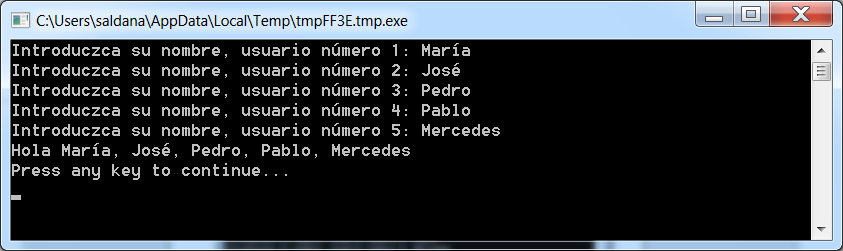 C:\Users\saldana\AppData\Local\Temp\tmpFF3E.tmp.exe
Introduczca su nombre, usuario número 1: María
Introduczca su nombre, usuario número 2: José
Introduczca su nombre, usuario número 3: Pedro
Introduczca su nombre, usuario número 4: Pablo
Introduczca su nombre, usuario número 5: Mercedes
Hola María, José, Pedro, Pablo, Mercedes
Press any key to continue...